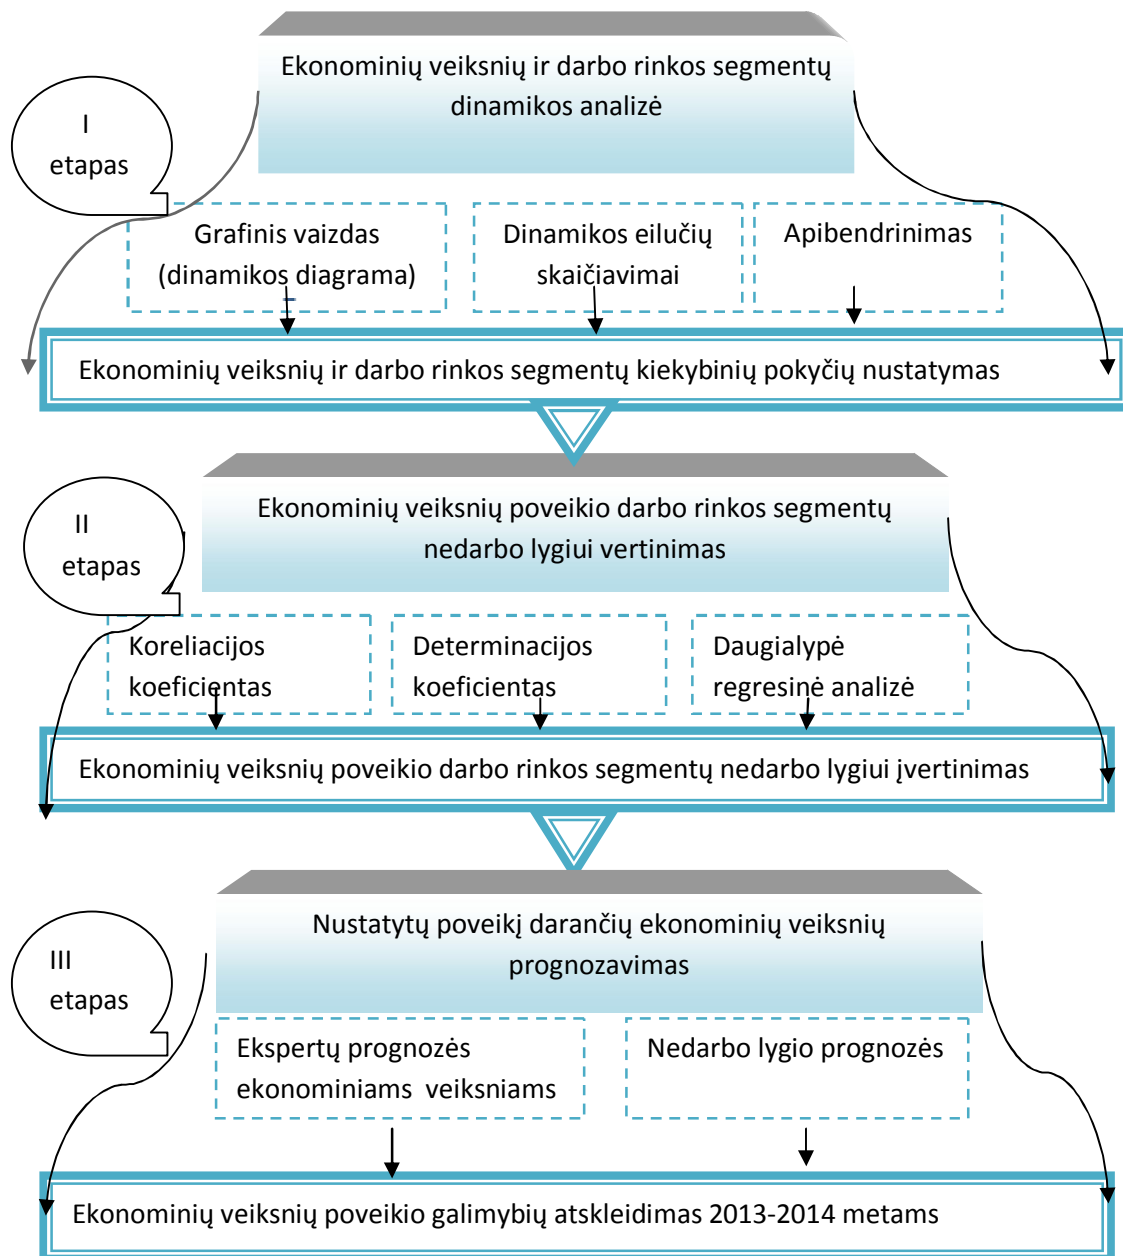 Ekonominių veiksnių ir darbo rinkos segmentų
dinamikos analizė
I
etapas
Grafinis vaizdas
(dinamikos diagrama)
Dinamikos eilučių
skaičiavimai
Apibendrinimas
Ekonominių veiksnių ir darbo rinkos segmentų kiekybinių pokyčių nustatymas
Ekonominių veiksnių poveikio darbo rinkos segmentų
nedarbo lygiui vertinimas
II
etapas
Koreliacijos
koeficientas
Determinacijos
koeficientas
Daugialypė
regresinė analizė
Ekonominių veiksnių poveikio darbo rinkos segmentų nedarbo lygiui įvertinimas
Nustatytų poveikį darančių ekonominių veiksnių
prognozavimas
III
etapas
Ekspertų prognozės
ekonominiams veiksniams
Nedarbo lygio prognozės
Ekonominių veiksnių poveikio galimybių atskleidimas 2013-2014 metams